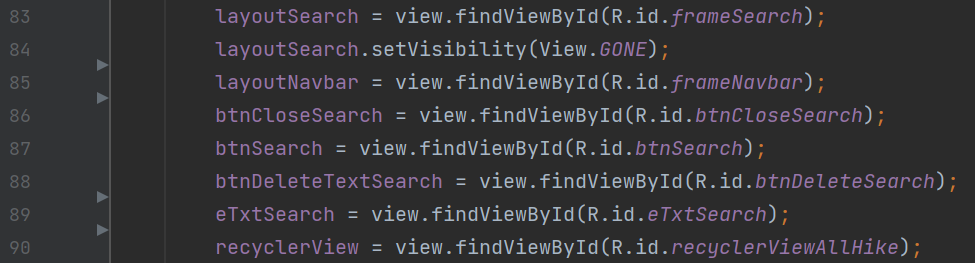 83 layoutSearch = view.findViewById(R.id.frameSearch);
84 layoutSearch.setVisibility(View.GONE);
85 layoutNavbar = view.findViewById(R.id.frameNavbar);
86 btnCloseSearch = view.findViewById(R.id.btnCloseSearch);
87 btnSearch = view.findViewById(R.id.btnSearch);
88 btnDeleteTextSearch = view.findViewById(R.id.btnDeleteSearch);
89 eTxtSearch = view.findViewById(R.id.eTxtSearch);
90 recyclerView = view.findViewById(R.id.recyclerViewAllHike);